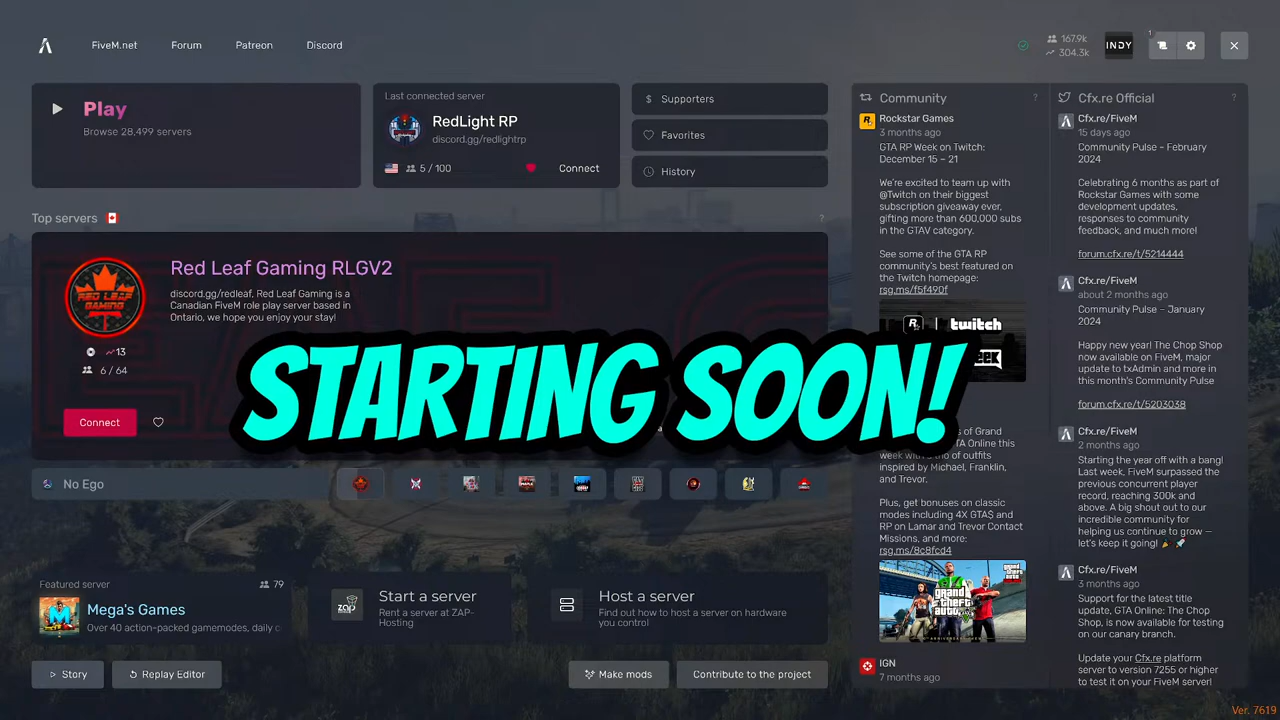 FiveM.net
Forum
Patreon
Discord
167.9k
304.3k
INDY
1
Play
Browse 28,499 servers
Last connected server
RedLight RP
discord.gg/redlightrp
5 / 100
Connect
$ Supporters
Favorites
History
Top servers
?
Red Leaf Gaming RLGV2
discord.gg/redleaf. Red Leaf Gaming is a
Canadian FiveM role play server based in
Ontario, we hope you enjoy your stay!
RED LEAF
GAMING
13
6 / 64
Connect
STARTING SOON!
No Ego
Featured server
79
Mega's Games
Over 40 action-packed gamemodes, daily c
ZAP
Start a server
Rent a server at ZAP-
Hosting
Host a server
Find out how to host a server on hardware
you control
Story
Replay Editor
Make mods
Contribute to the project
Community
?
Rockstar Games
3 months ago
GTA RP Week on Twitch:
December 15 – 21
We're excited to team up with
@Twitch on their biggest
subscription giveaway ever,
gifting more than 600,000 subs
in the GTAV category.
See some of the GTA RP
community's best featured on
the Twitch homepage:
rsg.ms/f5f490f
R | twitch
s of Grand
TA Online this
week with a trio of outfits
inspired by Michael, Franklin,
and Trevor.
Plus, get bonuses on classic
modes including 4X GTA$ and
RP on Lamar and Trevor Contact
Missions, and more:
rsg.ms/8c8fcd4
grand
theft
auto
IGN
7 months ago
Cfx.re Official
?
Cfx.re/FiveM
15 days ago
Community Pulse – February
2024
Celebrating 6 months as part of
Rockstar Games with some
development updates,
responses to community
feedback, and much more!
forum.cfx.re/t/5214444
Cfx.re/FiveM
about 2 months ago
Community Pulse – January
2024
Happy new year! The Chop Shop
now available on FiveM, major
update to txAdmin and more in
this month's Community Pulse
forum.cfx.re/t/5203038
Cfx.re/FiveM
2 months ago
Starting the year off with a bang!
Last week, FiveM surpassed the
previous concurrent player
record, reaching 300k and
above. A big shout out to our
incredible community for
helping us continue to grow —
let's keep it going!
Cfx.re/FiveM
3 months ago
Support for the latest title
update, GTA Online: The Chop
Shop, is now available for testing
on our canary branch.
Update your Cfx.re platform
server to version 7255 or higher
to test it on your FiveM server!
Ver. 7619